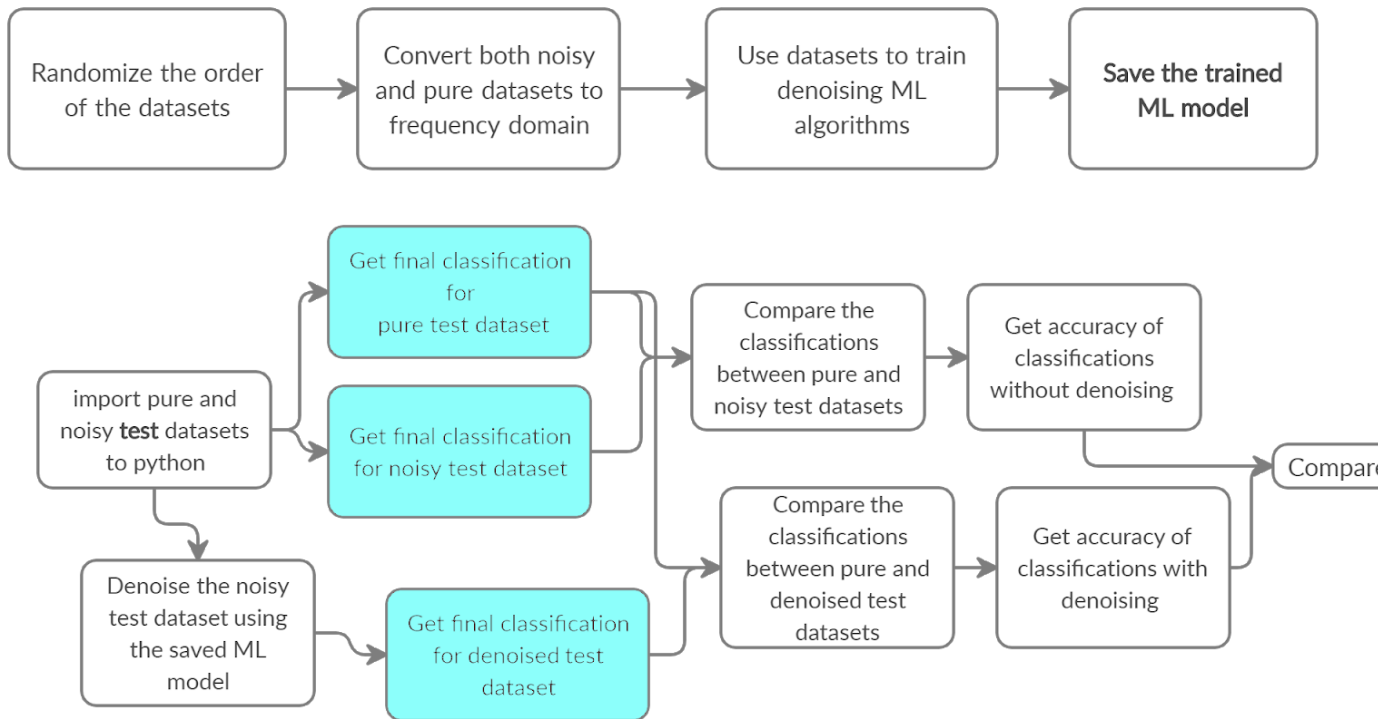 Randomize the order
of the datasets
Convert both noisy
and pure datasets to
frequency domain
Use datasets to train
denoising ML
algorithms
Save the trained
ML model
Get final classification
for
pure test dataset
Get final classification
for noisy test dataset
import pure and
noisy test datasets
to python
Denoise the noisy
test dataset using
the saved ML
model
Get final classification
for denoised test
dataset
Compare the
classifications
between pure and
noisy test datasets
Get accuracy of
classifications
without denoising
Compare the
classifications
between pure and
denoised test
datasets
Get accuracy of
classifications with
denoising
Compare